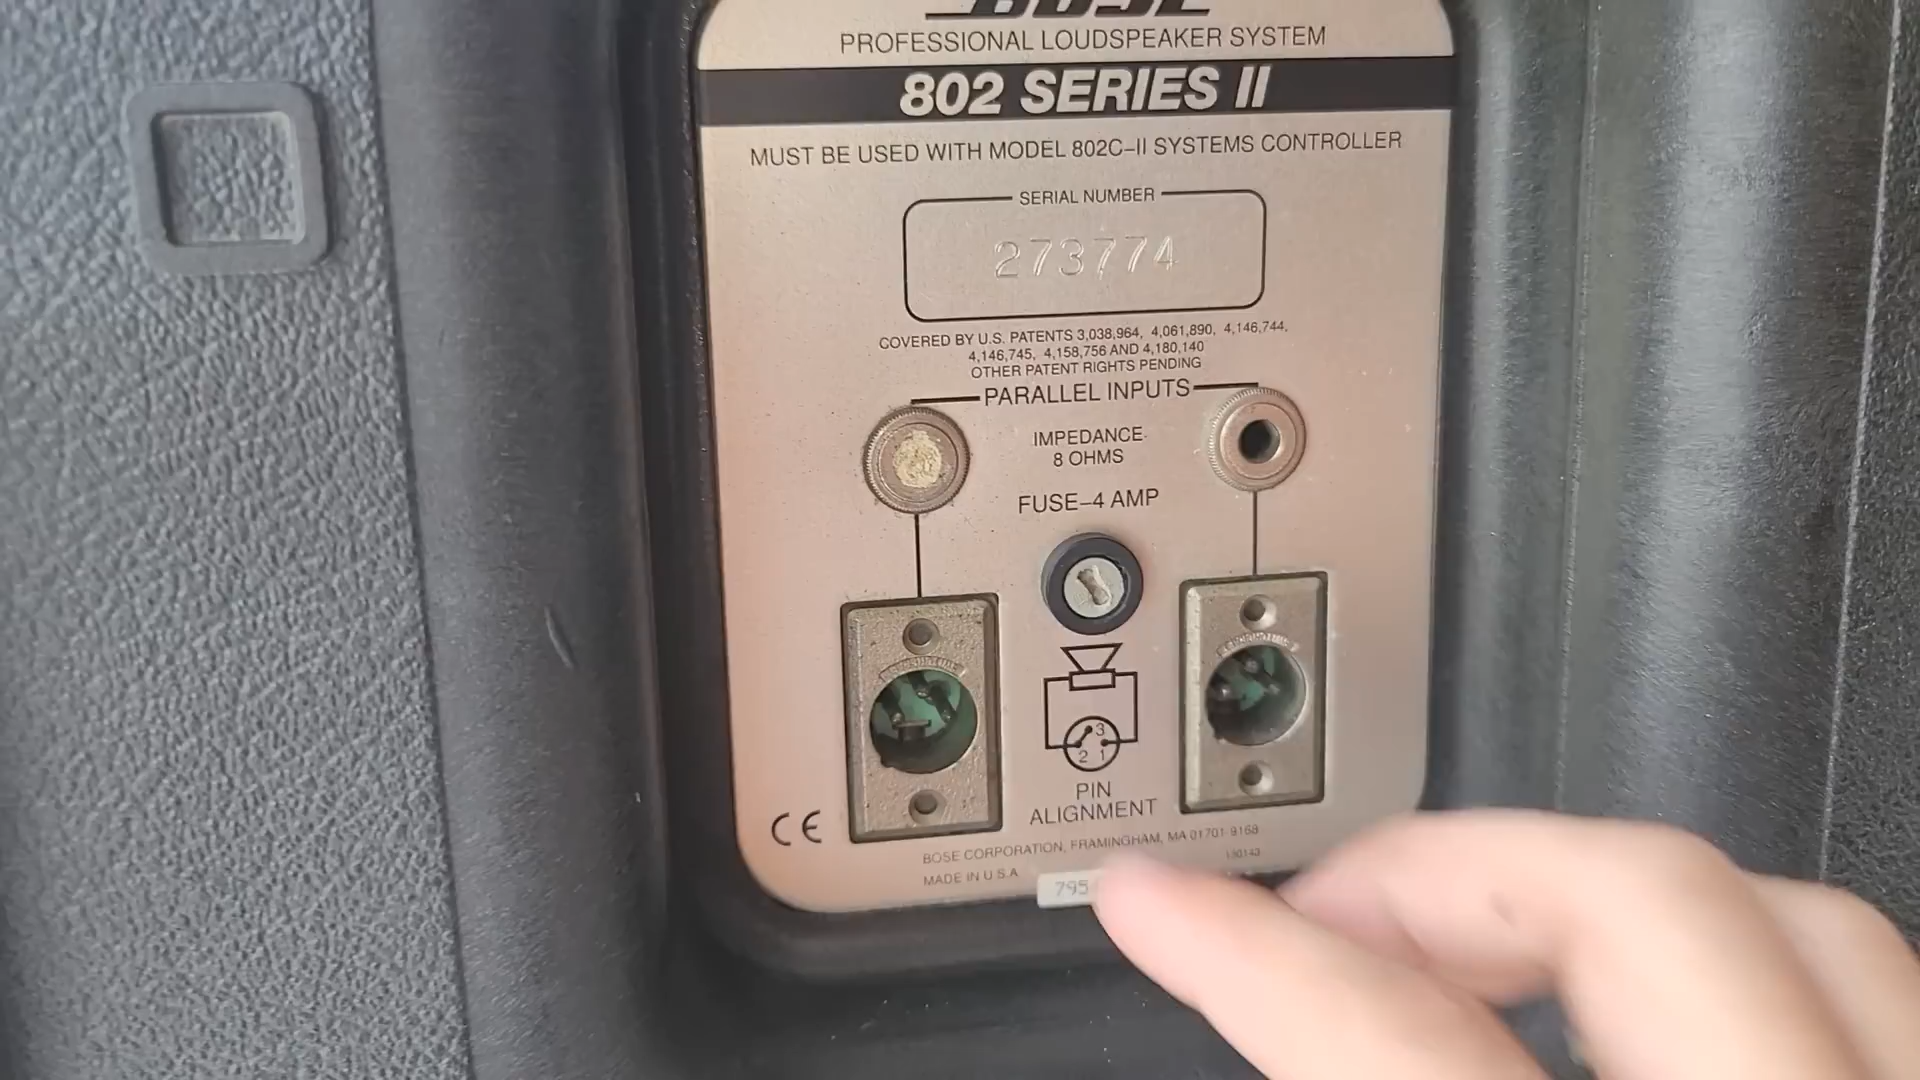 BOSE
PROFESSIONAL LOUDSPEAKER SYSTEM
802 SERIES II
MUST BE USED WITH MODEL 802C-II SYSTEMS CONTROLLER
SERIAL NUMBER
273774
COVERED BY U.S. PATENTS 3,038,964, 4,061,890, 4,146,744,
4,146,745, 4,158,756 AND 4,180,140
OTHER PATENT RIGHTS PENDING
PARALLEL INPUTS
IMPEDANCE
8 OHMS
FUSE-4 AMP
3
2 1
PIN
ALIGNMENT
CE
BOSE CORPORATION, FRAMINGHAM, MA 01701-9168
MADE IN U.S.A
795